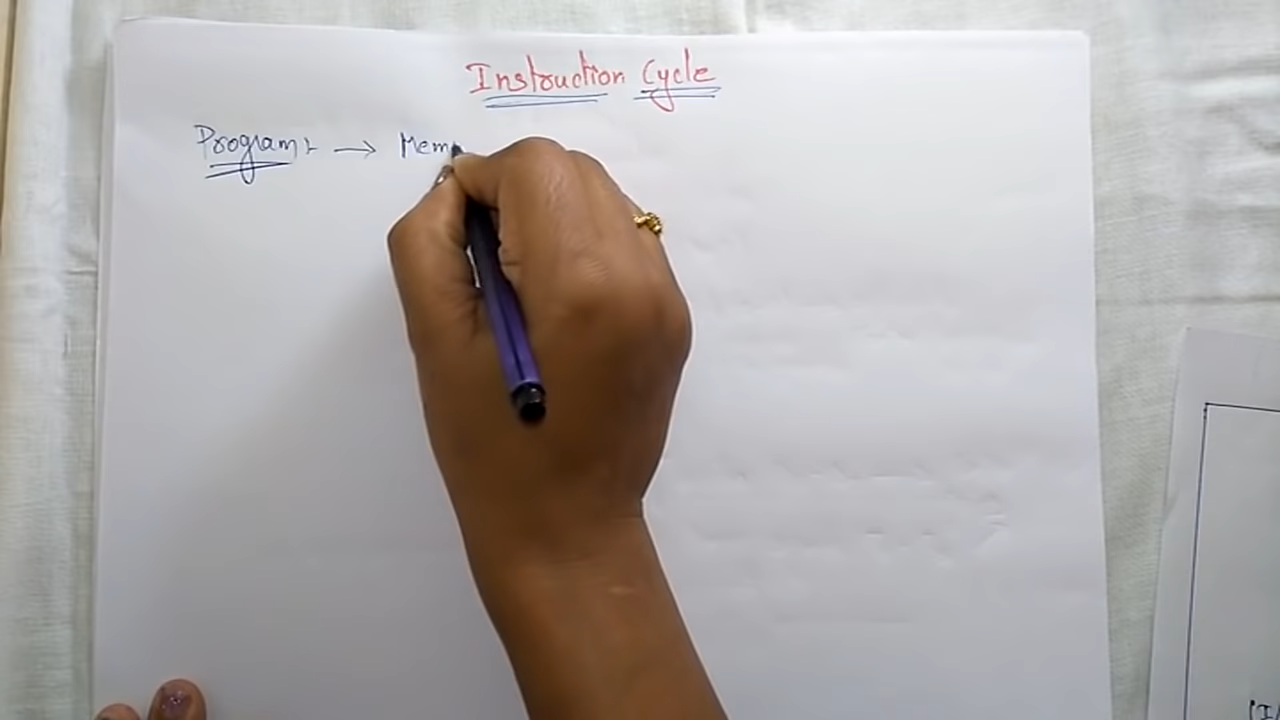 Instruction Cycle
Program :- → Mem